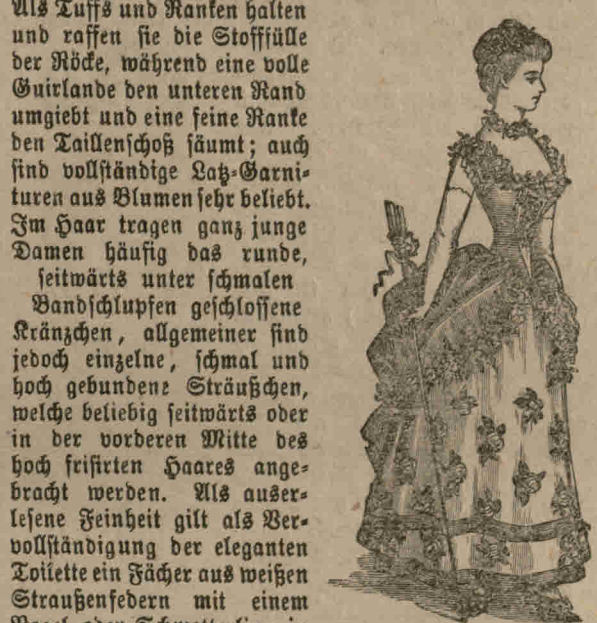 Als Tuffs und Ranken halten
und raffen sie die Stofffülle
der Röcke, während eine volle
Guirlande den unteren Rand
umgiebt und eine feine Ranke
den Taillenschoß säumt; auch
sind vollständige Latz-Garni-
turen aus Blumen sehr beliebt.
Im Haar tragen ganz junge
Damen häufig das runde,
seitwärts unter schmalen
Bandschlupfen geschlossene
Kränzchen, allgemeiner sind
jedoch einzelne, schmal und
hoch gebundene Sträußchen,
welche beliebig seitwärts oder
in der vorderen Mitte des
hoch frisirten Haares ange-
bracht werden. Als auser-
lesene Feinheit gilt als Ver-
vollständigung der eleganten
Toilette ein Fächer aus weißen
Straußenfedern mit einem